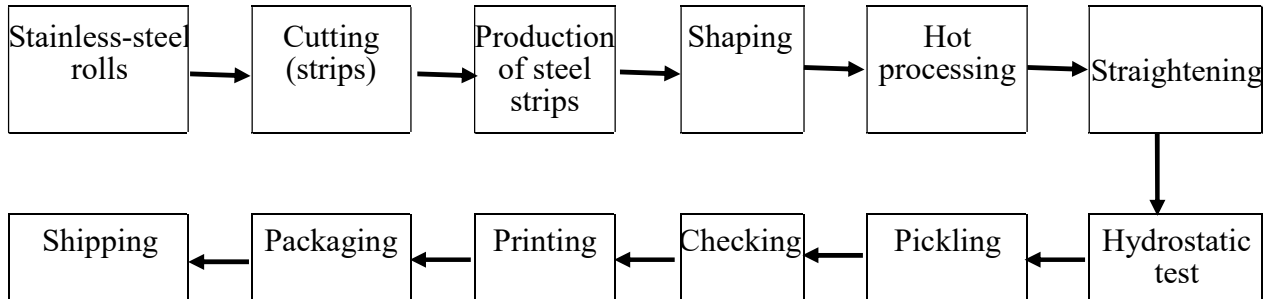 Stainless-steel
rolls
Cutting
(strips)
Production
of steel
strips
Shaping
Hot
processing
Straightening
Shipping
Packaging
Printing
Checking
Pickling
Hydrostatic
test